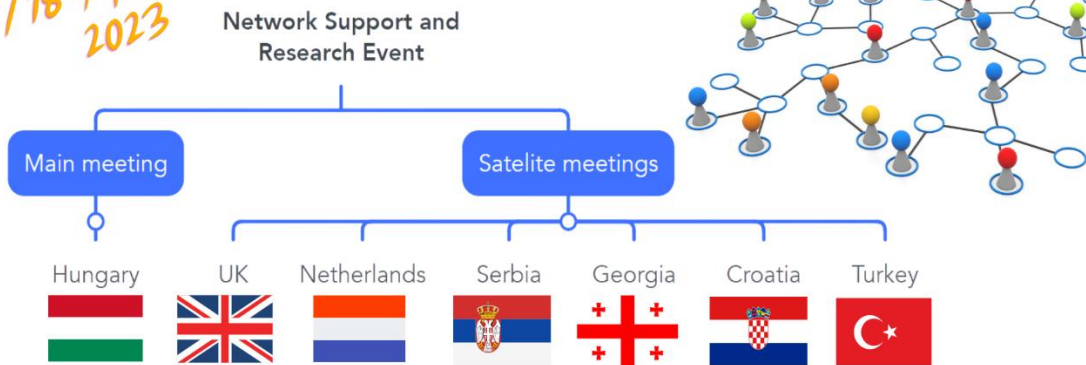 2023
Network Support and
Research Event
Main meeting
Satelite meetings
Hungary
UK
Netherlands
Serbia
Georgia
Croatia
Turkey